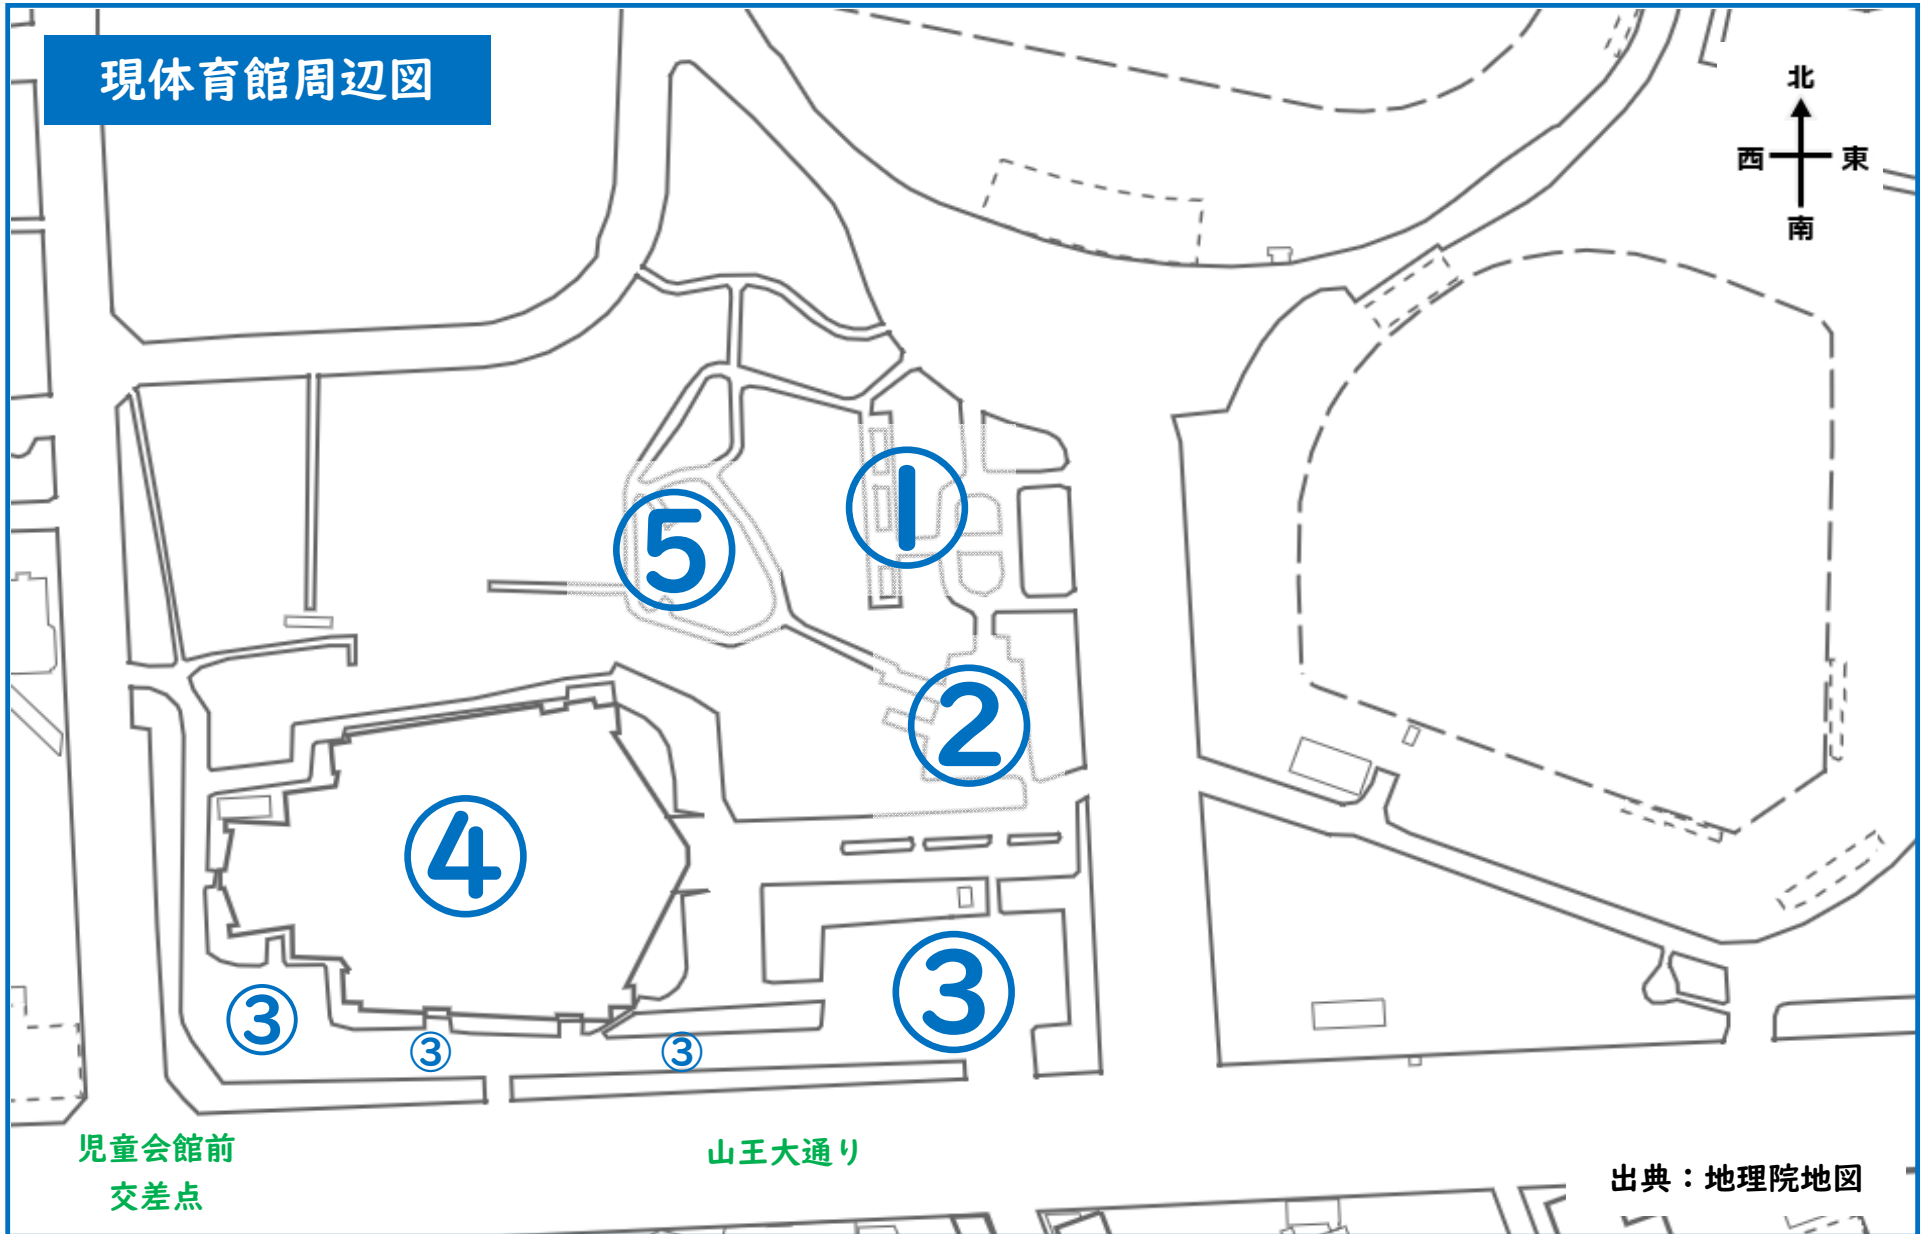 現体育館周辺図
北
西 東
南
①
⑤
②
④
③
③
③
③
児童会館前
交差点
山王大通り
出典：地理院地図